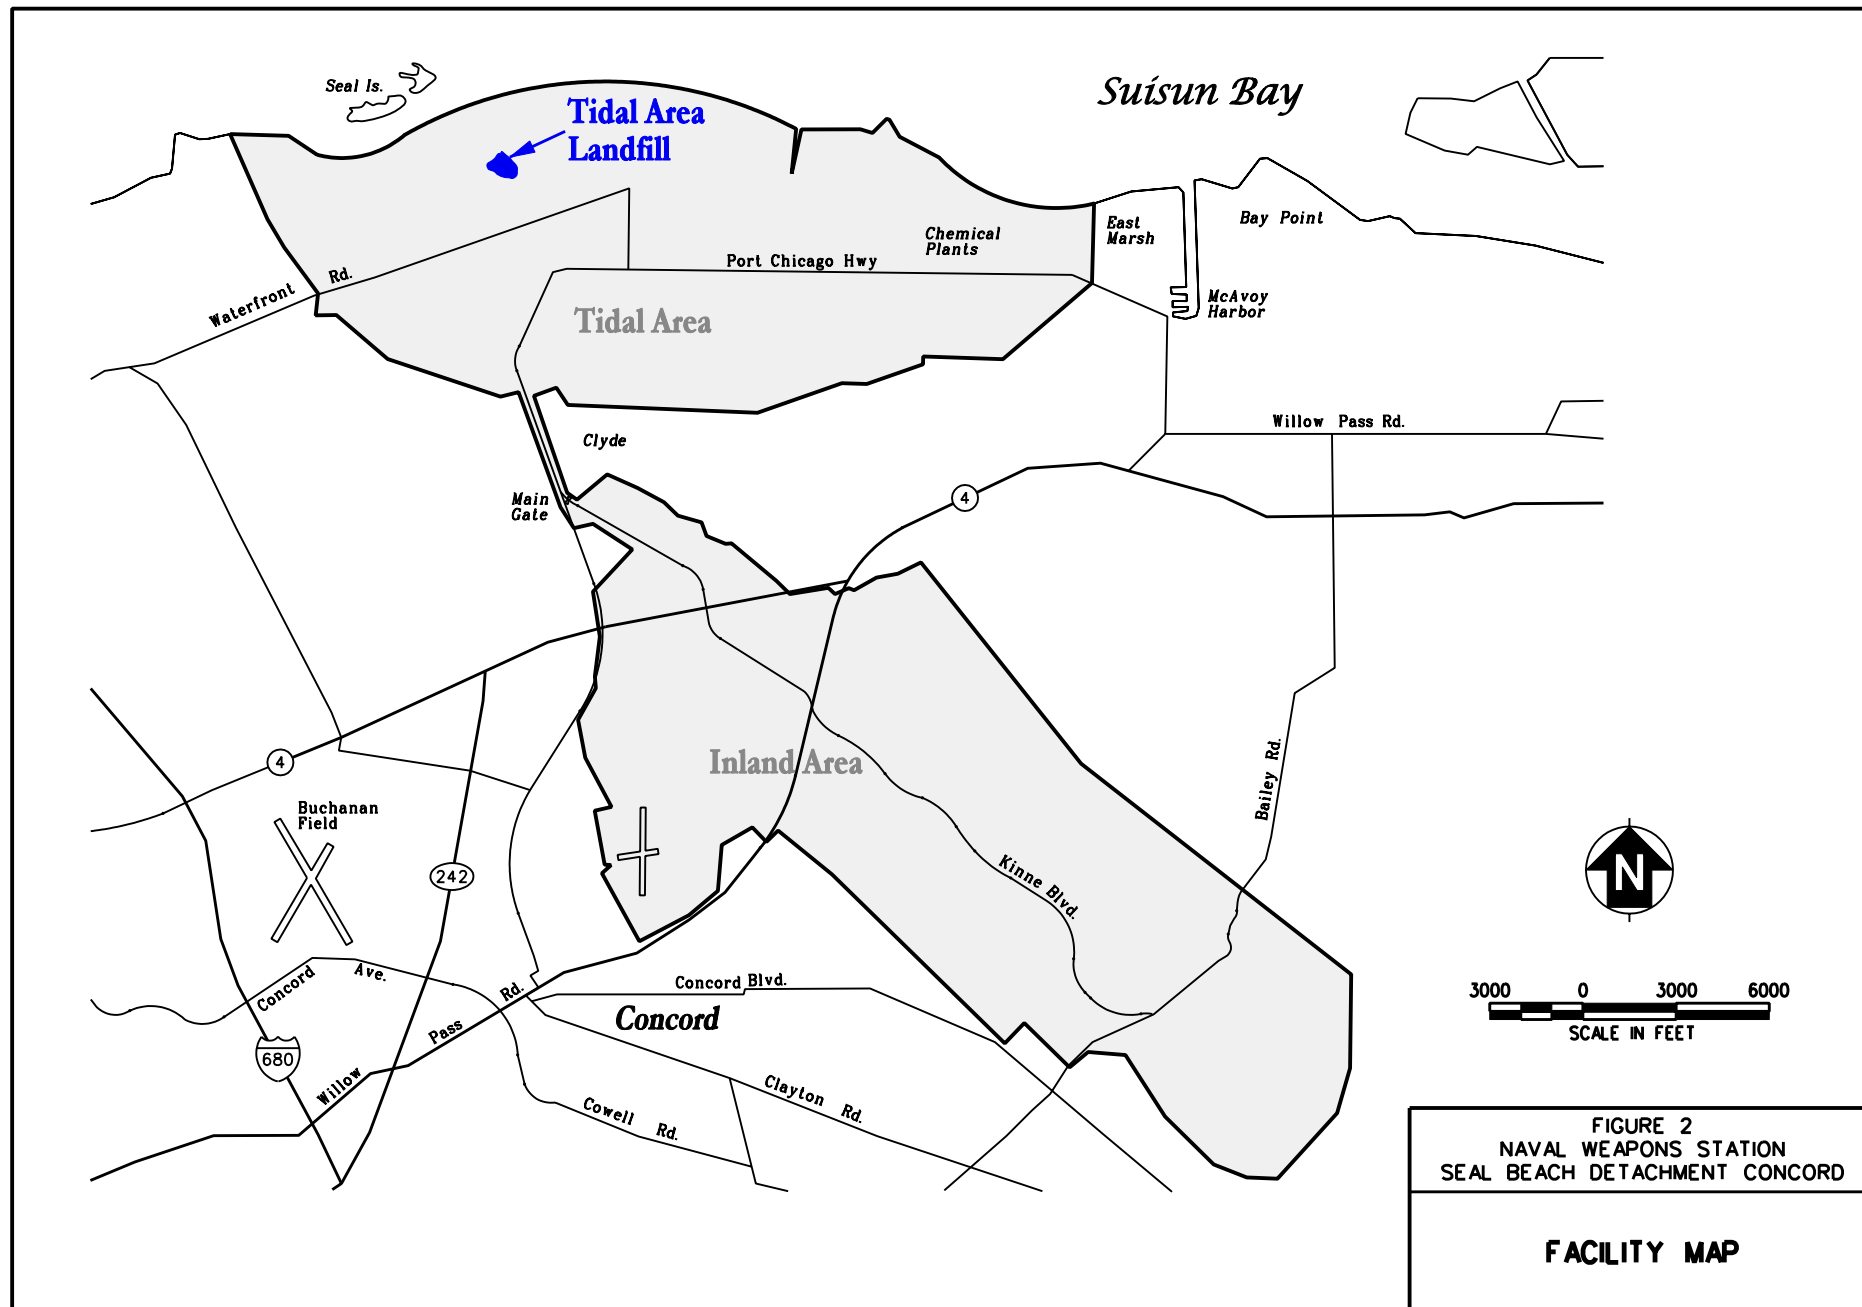 Seal Is.
Suisun Bay
Tidal Area
Landfill
East
Marsh
Bay Point
Chemical
Plants
Port Chicago Hwy
Waterfront Rd.
McAvoy
Harbor
Tidal Area
Willow Pass Rd.
Clyde
Main
Gate
4
Inland Area
4
Bailey Rd.
Buchanan
Field
242
Kinne Blvd.
N
Concord Ave.
Concord Blvd.
3000 0 3000 6000
SCALE IN FEET
Concord
Willow Pass Rd.
680
Clayton Rd.
Cowell Rd.
FIGURE 2
NAVAL WEAPONS STATION
SEAL BEACH DETACHMENT CONCORD
FACILITY MAP